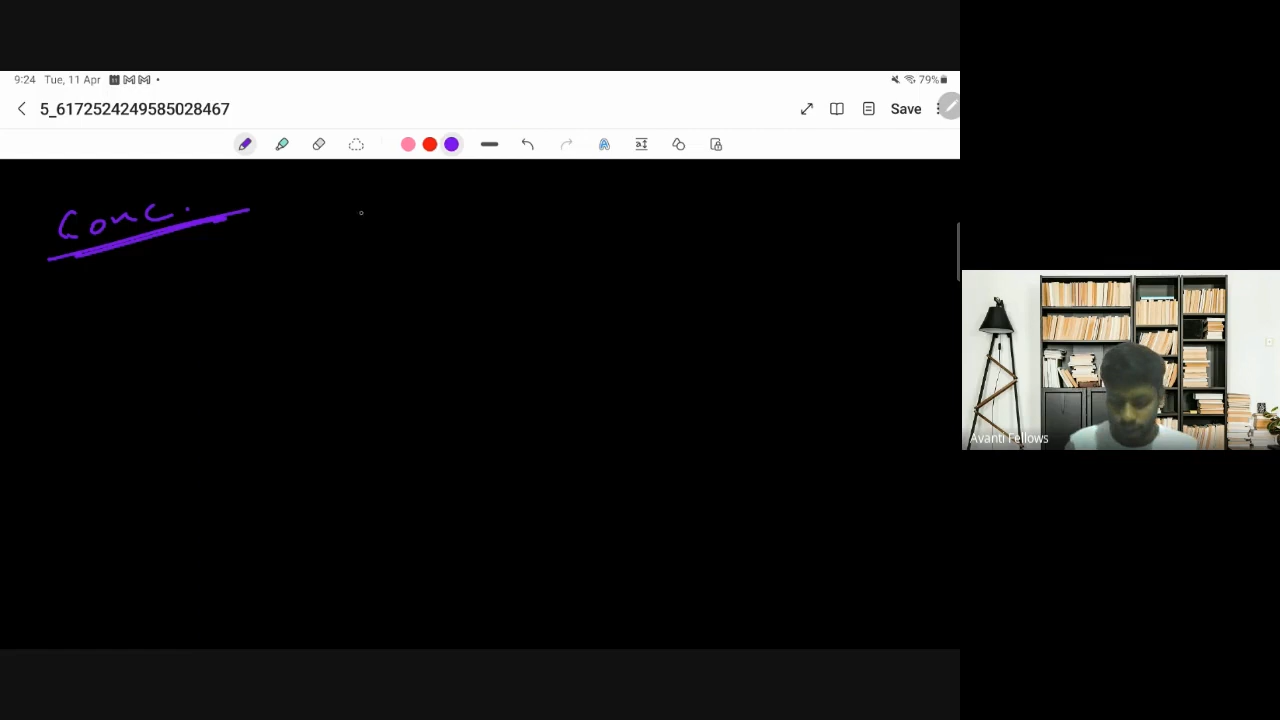 9:24 Tue, 11 Apr 79%
5_6172524249585028467 Save
Conc.
Avanti Fellows